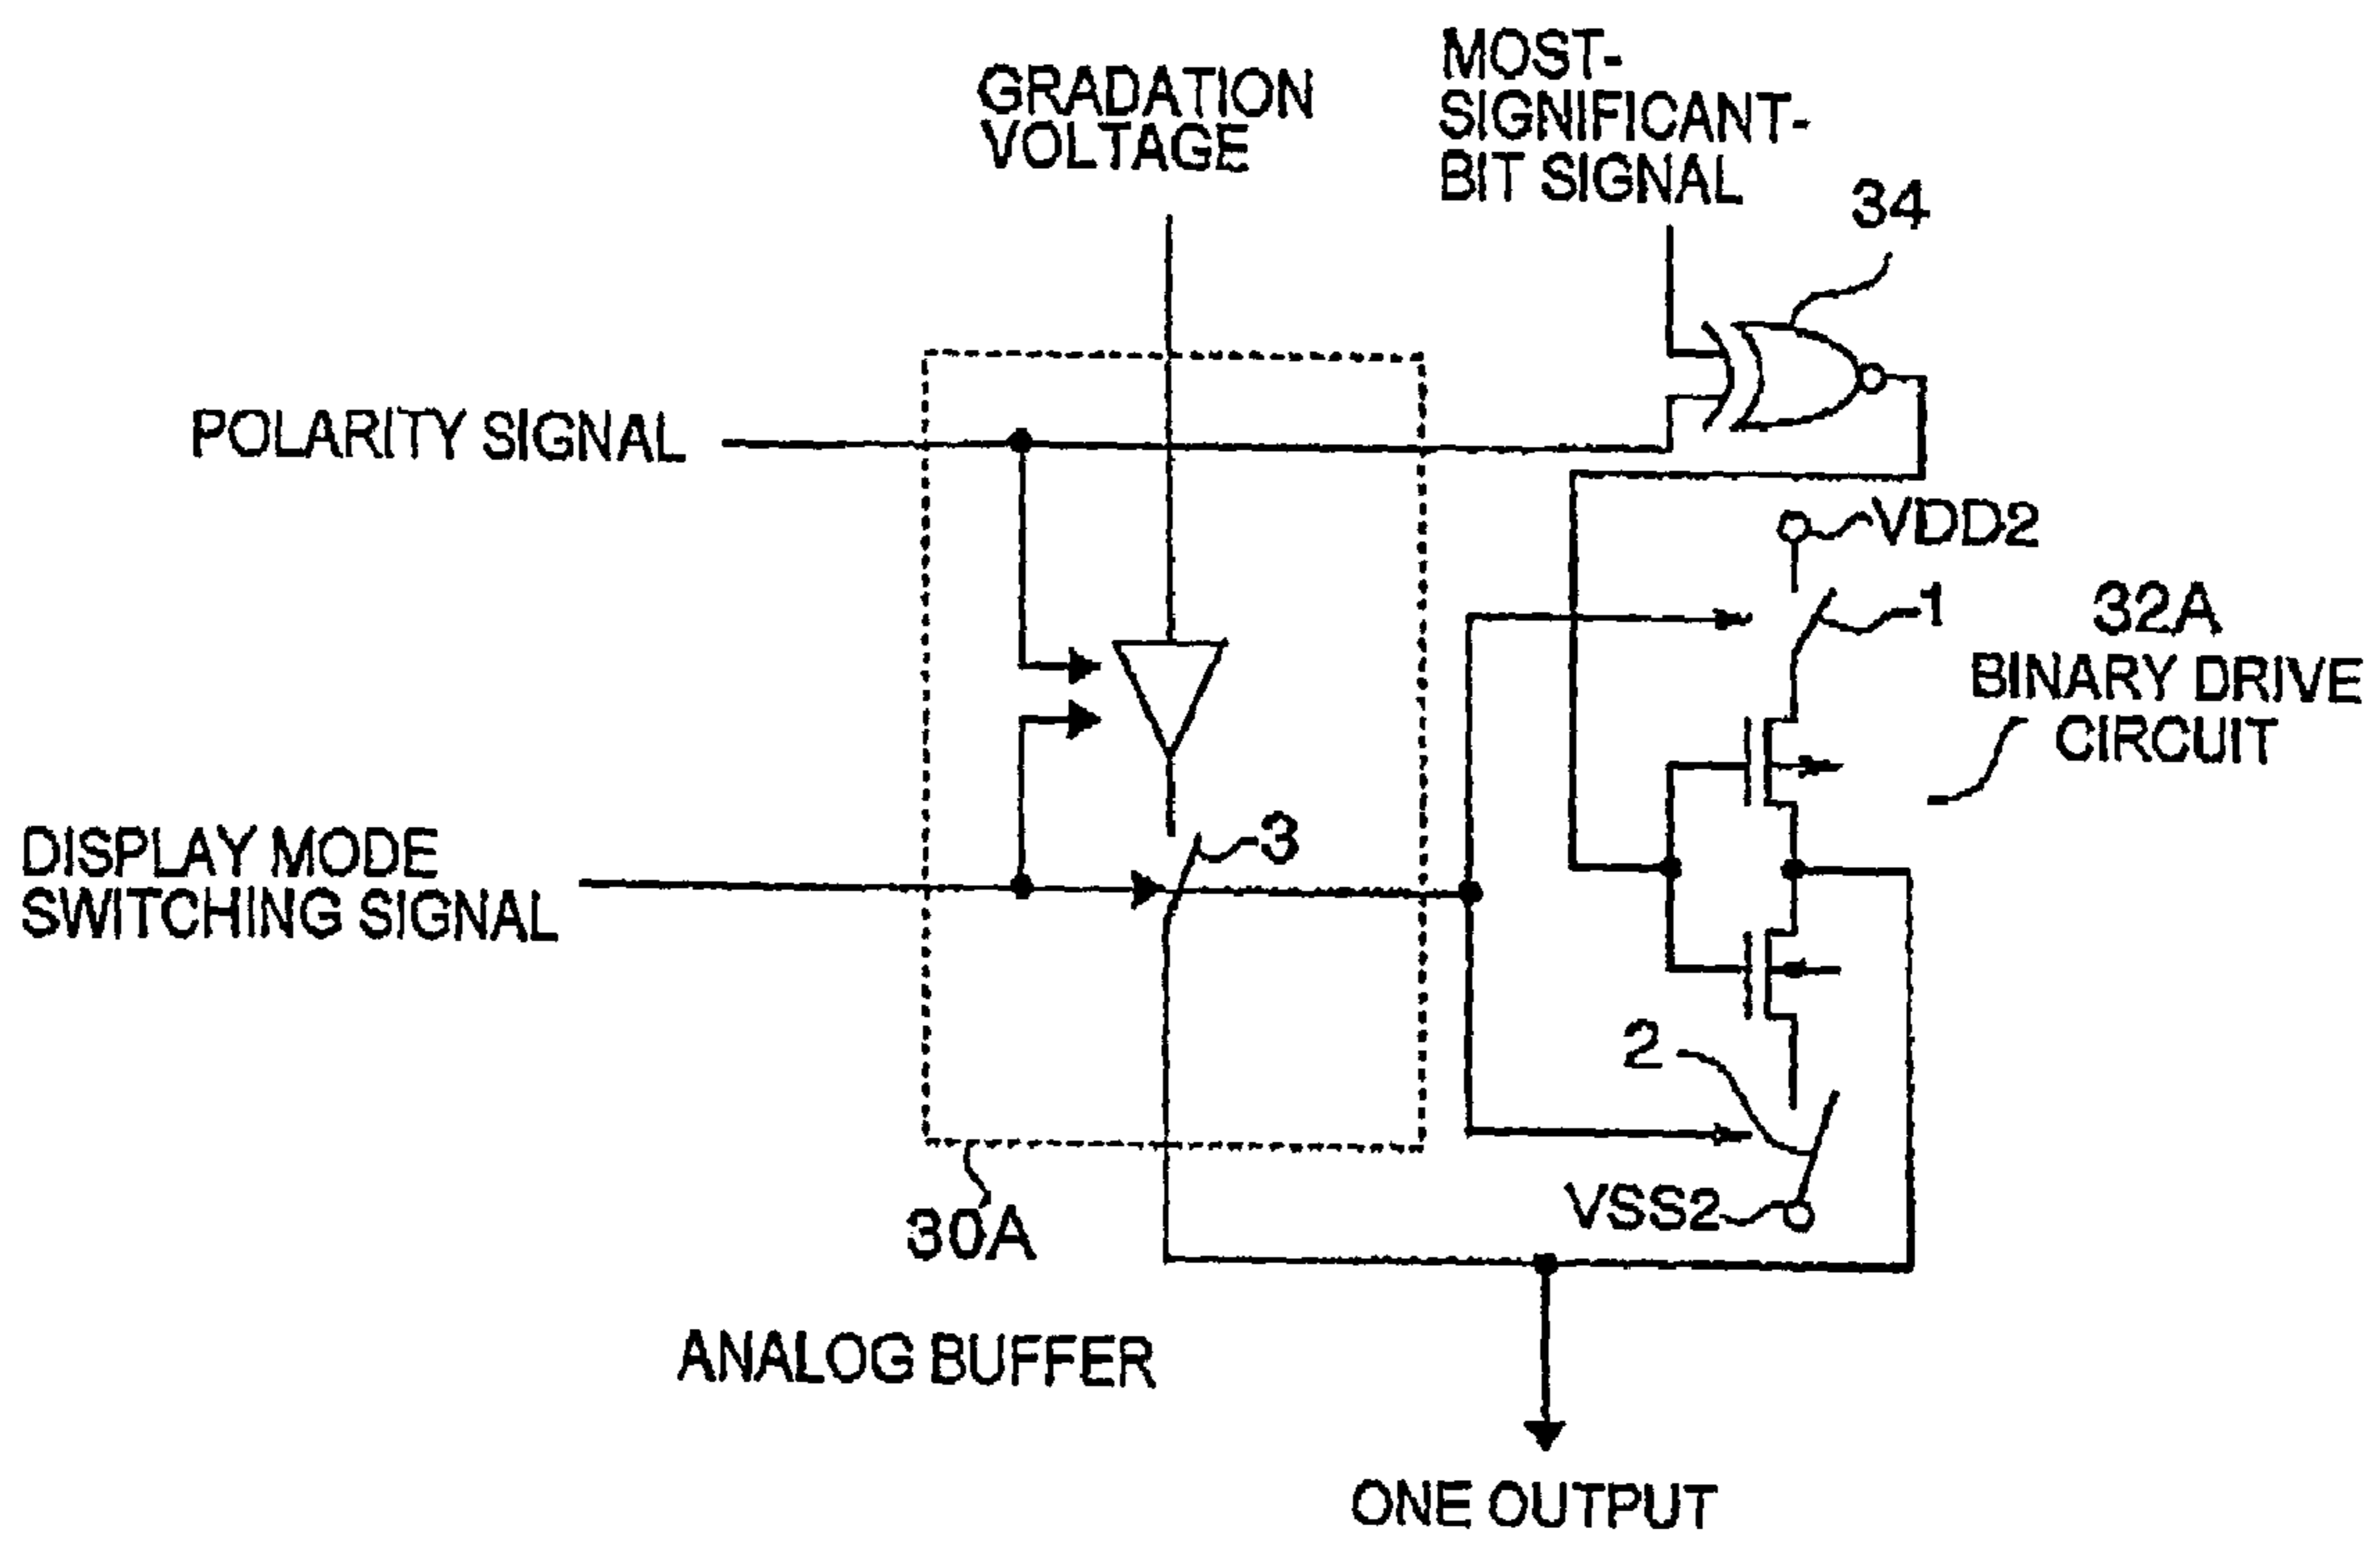 GRADATION
VOLTAGE
MOST-
SIGNIFICANT-
BIT SIGNAL
34
POLARITY SIGNAL
VDD2
1
32A
BINARY DRIVE
CIRCUIT
3
DISPLAY MODE
SWITCHING SIGNAL
2
VSS2
30A
ANALOG BUFFER
ONE OUTPUT